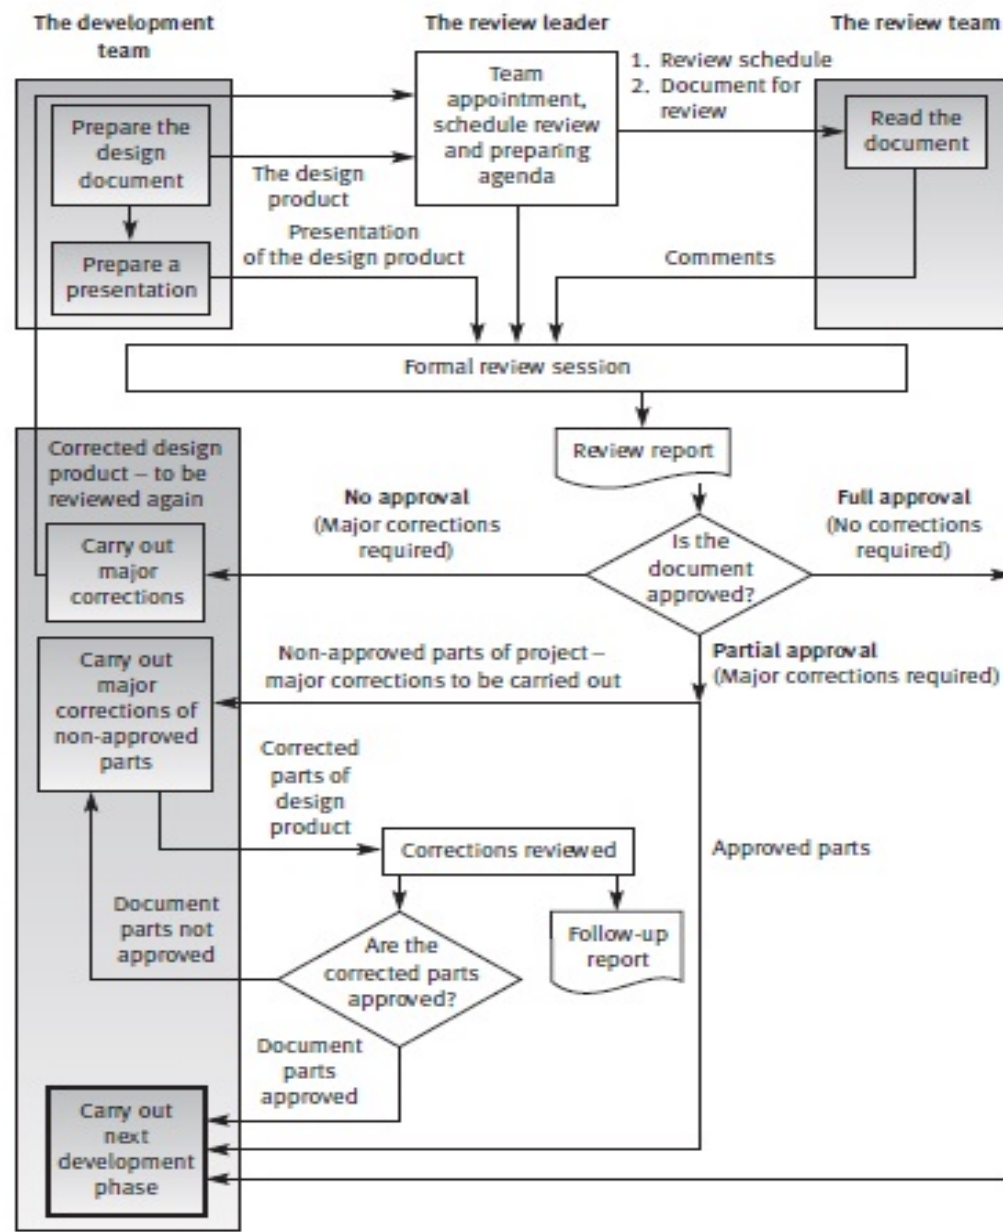 The development
team
The review leader
The review team
Prepare the
design
document
Team
appointment,
schedule review
and preparing
agenda
1. Review schedule
2. Document for
review
Read the
document
The design
product
Prepare a
presentation
Presentation
of the design product
Comments
Formal review session
Review report
Corrected design
product – to be
reviewed again
No approval
(Major corrections
required)
Full approval
(No corrections
required)
Is the
document
approved?
Carry out
major
corrections
Partial approval
(Major corrections required)
Non-approved parts of project –
major corrections to be carried out
Carry out
major
corrections of
non-approved
parts
Corrected
parts of
design
product
Corrections reviewed
Approved parts
Document
parts not
approved
Are the
corrected parts
approved?
Follow-up
report
Document
parts
approved
Carry out
next
development
phase